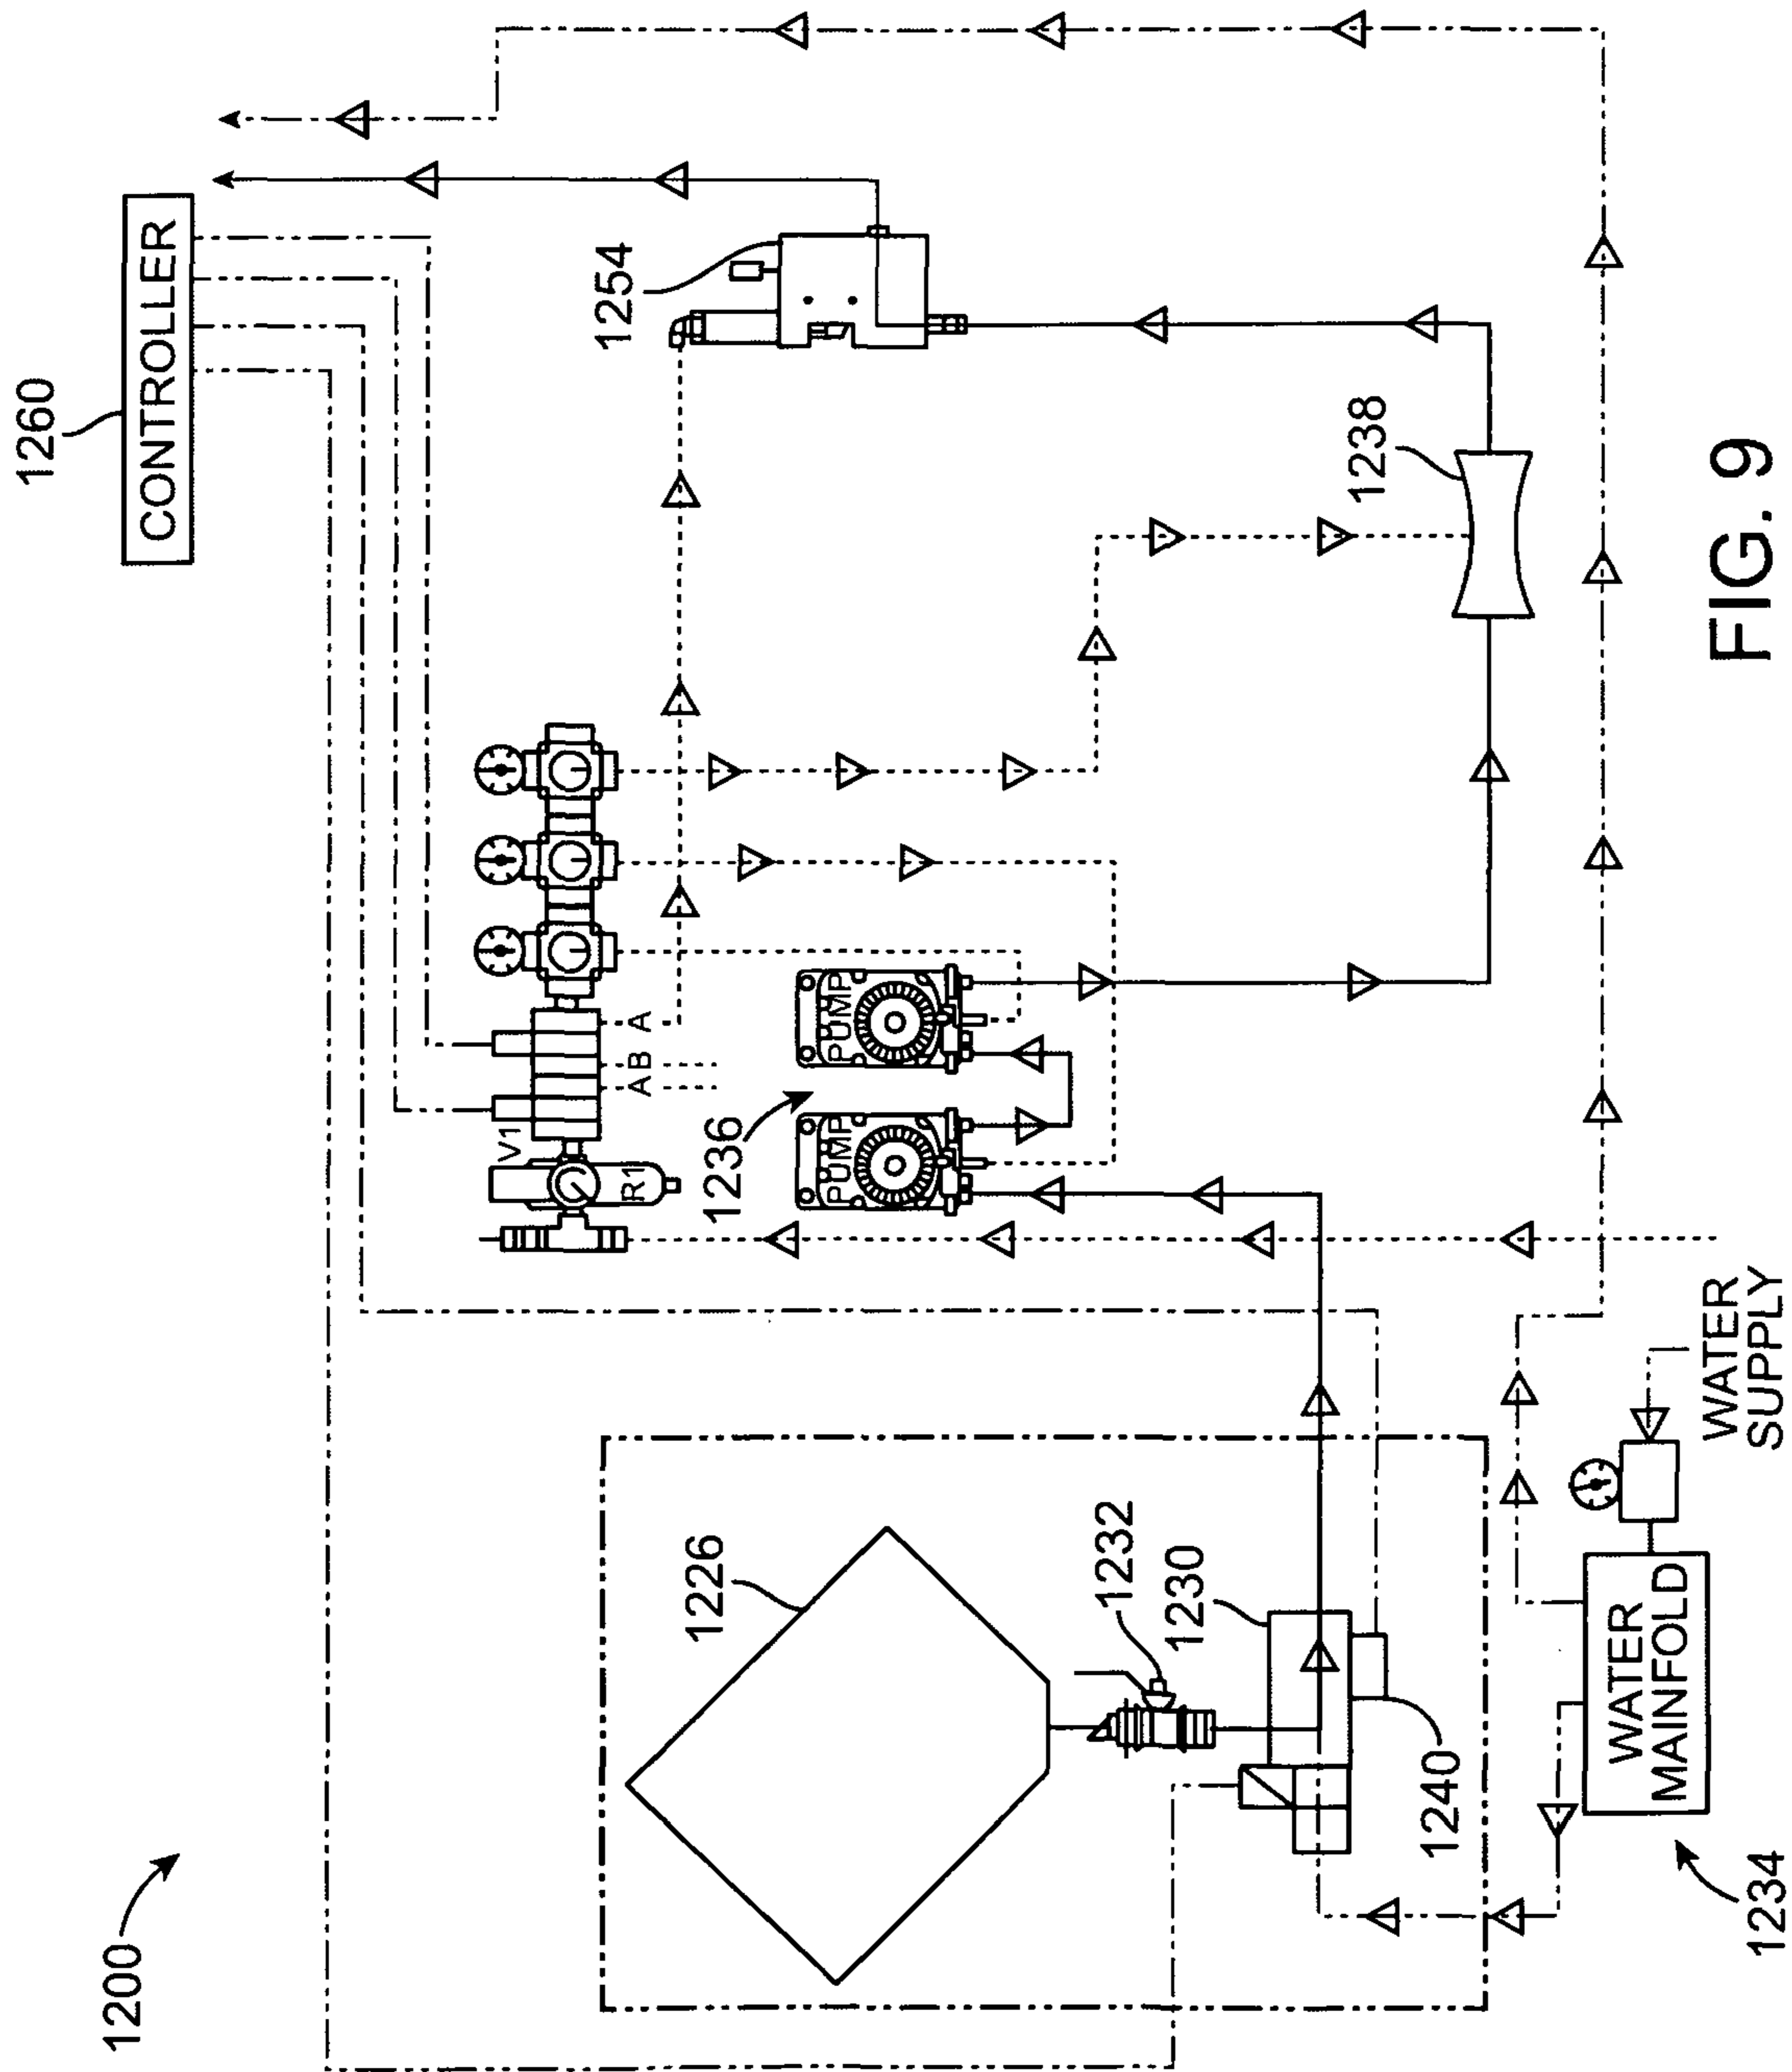 1200
1260
CONTROLLER
1226
1232
1230
1240
V1
R1
AB
A
A
1236
PUMP
PUMP
1254
1238
WATER
MAINFOLD
1234
WATER
SUPPLY
FIG. 9